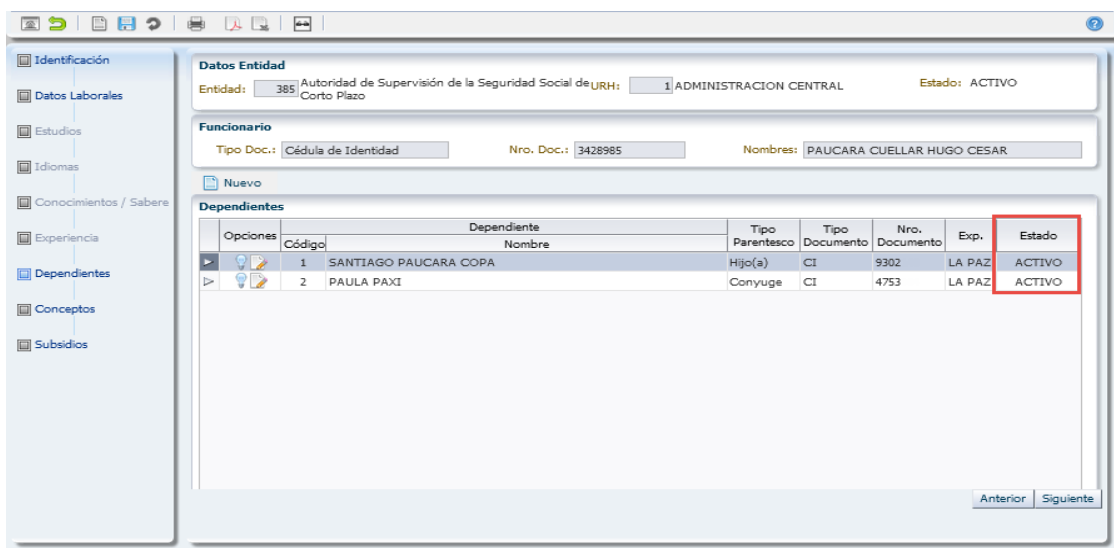 Identificación
Datos Laborales
Estudios
Idiomas
Conocimientos / Sabere
Experiencia
Dependientes
Conceptos
Subsidios
Datos Entidad
Entidad: 385 Autoridad de Supervisión de la Seguridad Social de URH: 1 ADMINISTRACION CENTRAL Estado: ACTIVO
Corto Plazo
Funcionario
Tipo Doc.: Cédula de Identidad Nro. Doc.: 3428985 Nombres: PAUCARA CUELLAR HUGO CESAR
Nuevo
Dependientes
Opciones Dependiente Tipo Parentesco Tipo Documento Nro. Documento Exp. Estado
Código Nombre
1 SANTIAGO PAUCARA COPA Hijo(a) CI 9302 LA PAZ ACTIVO
2 PAULA PAXI Conyuge CI 4753 LA PAZ ACTIVO
Anterior Siguiente